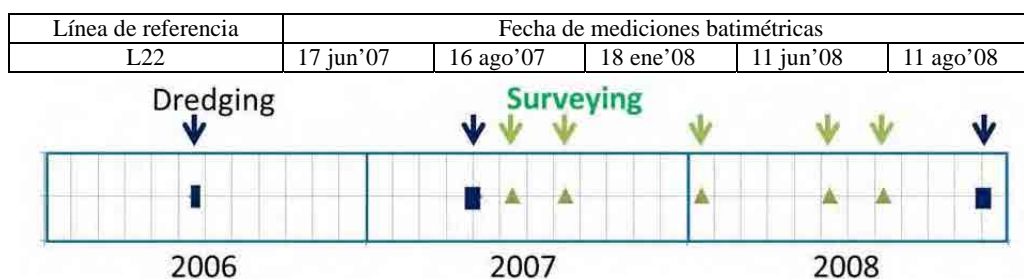 Línea de referencia Fecha de mediciones batimétricas
L22 17 jun’07 16 ago’07 18 ene’08 11 jun’08 11 ago’08
Dredging Surveying
2006 2007 2008